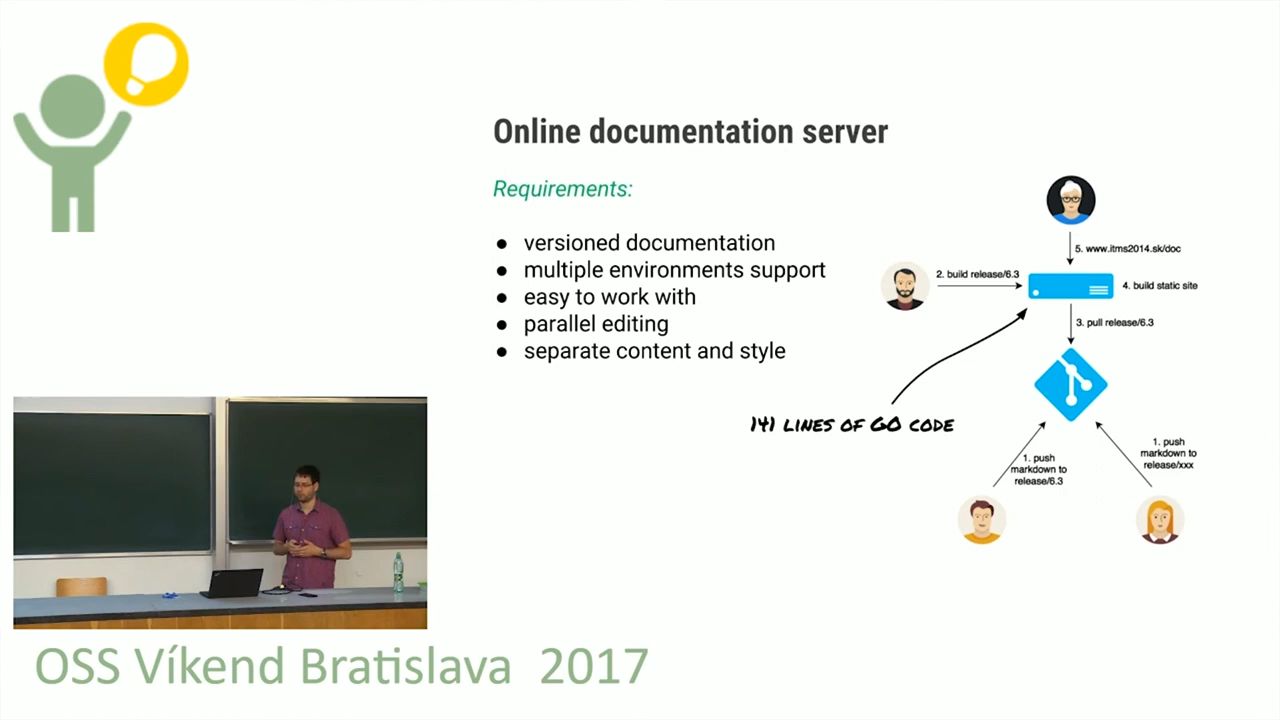 Online documentation server
Requirements:
● versioned documentation
● multiple environments support
● easy to work with
● parallel editing
● separate content and style
5. www.itms2014.sk/doc
2. build release/6.3
4. build static site
3. pull release/6.3
141 LINES OF GO CODE
1. push
markdown to
release/6.3
1. push
markdown to
release/xxx
OSS Víkend Bratislava 2017